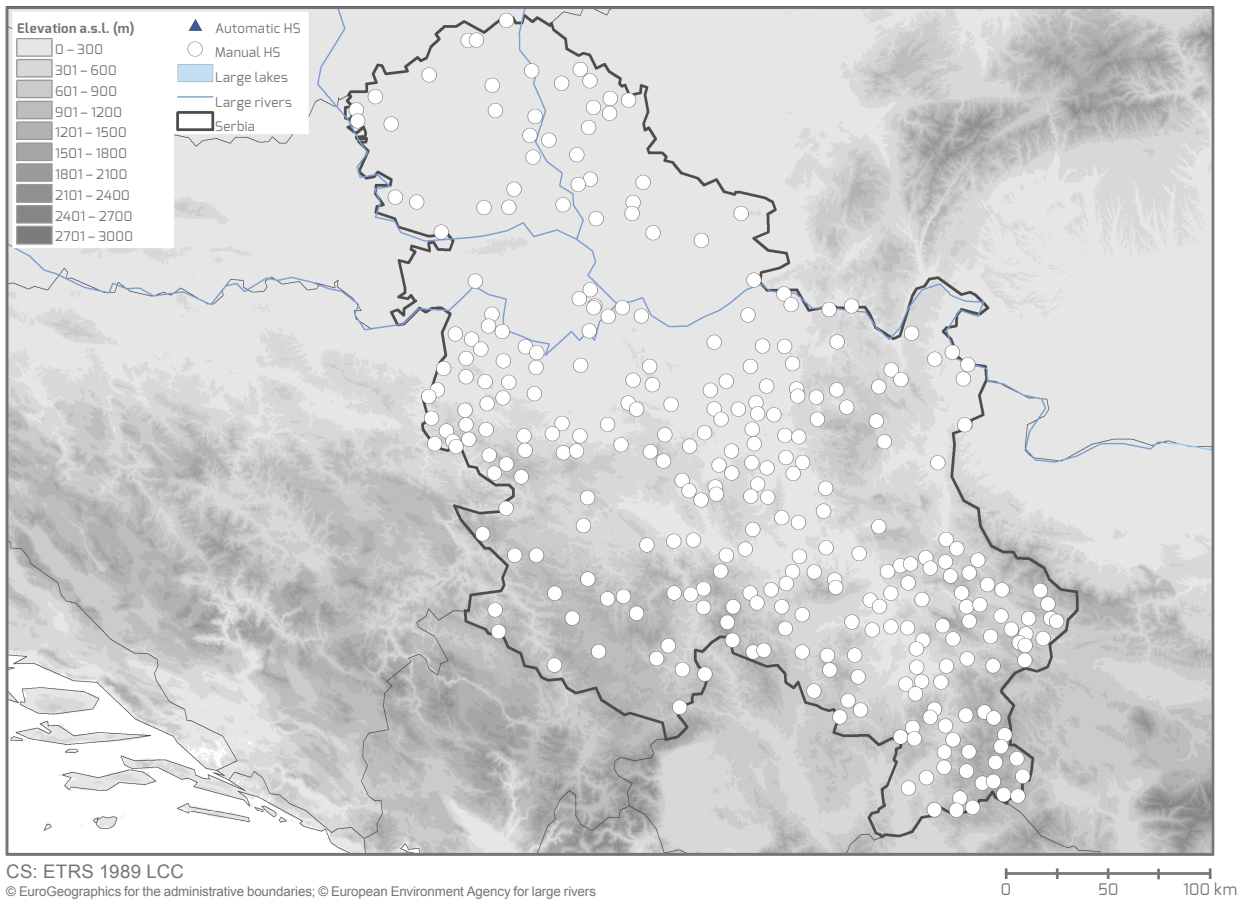 Elevation a.s.l. (m)
0 – 300
301 – 600
601 – 900
901 – 1200
1201 – 1500
1501 – 1800
1801 – 2100
2101 – 2400
2401 – 2700
2701 – 3000
Automatic HS
Manual HS
Large lakes
Large rivers
Serbia
CS: ETRS 1989 LCC
© EuroGeographics for the administrative boundaries; © European Environment Agency for large rivers
0 50 100 km